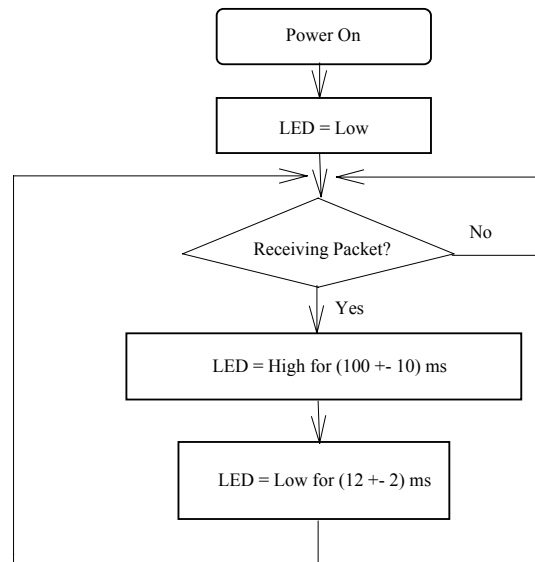 Power On
LED = Low
Receiving Packet?
No
Yes
LED = High for (100 +- 10) ms
LED = Low for (12 +- 2) ms